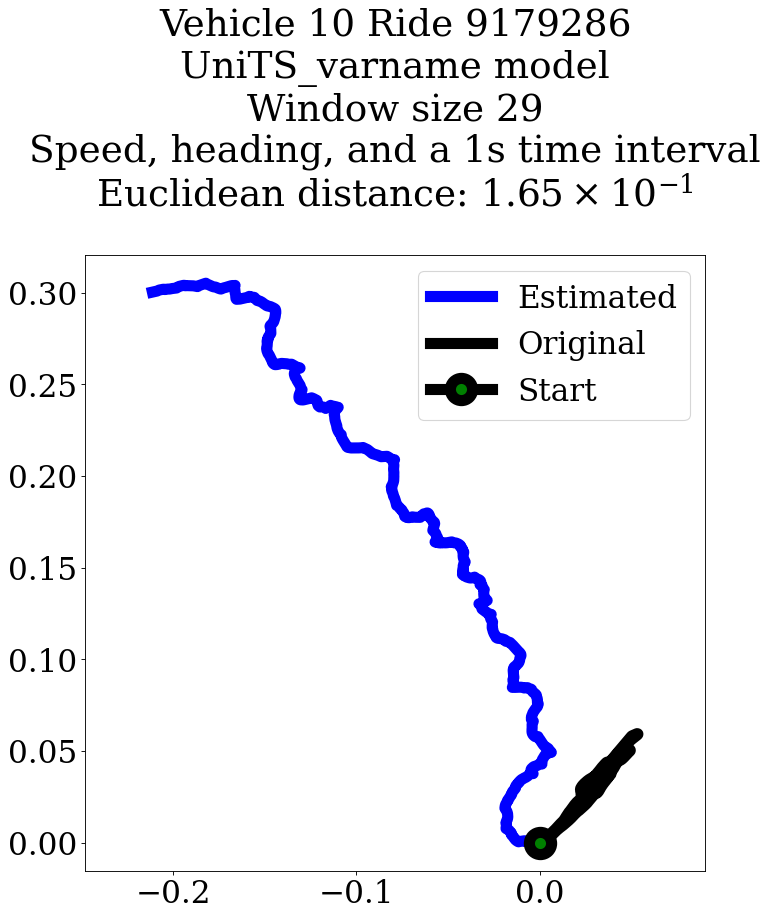 Vehicle 10 Ride 9179286
UniTS_varname model
Window size 29
Speed, heading, and a 1s time interval
Euclidean distance: 1.65 × 10⁻¹
Estimated
Original
Start
0.30
0.25
0.20
0.15
0.10
0.05
0.00
−0.2 −0.1 0.0